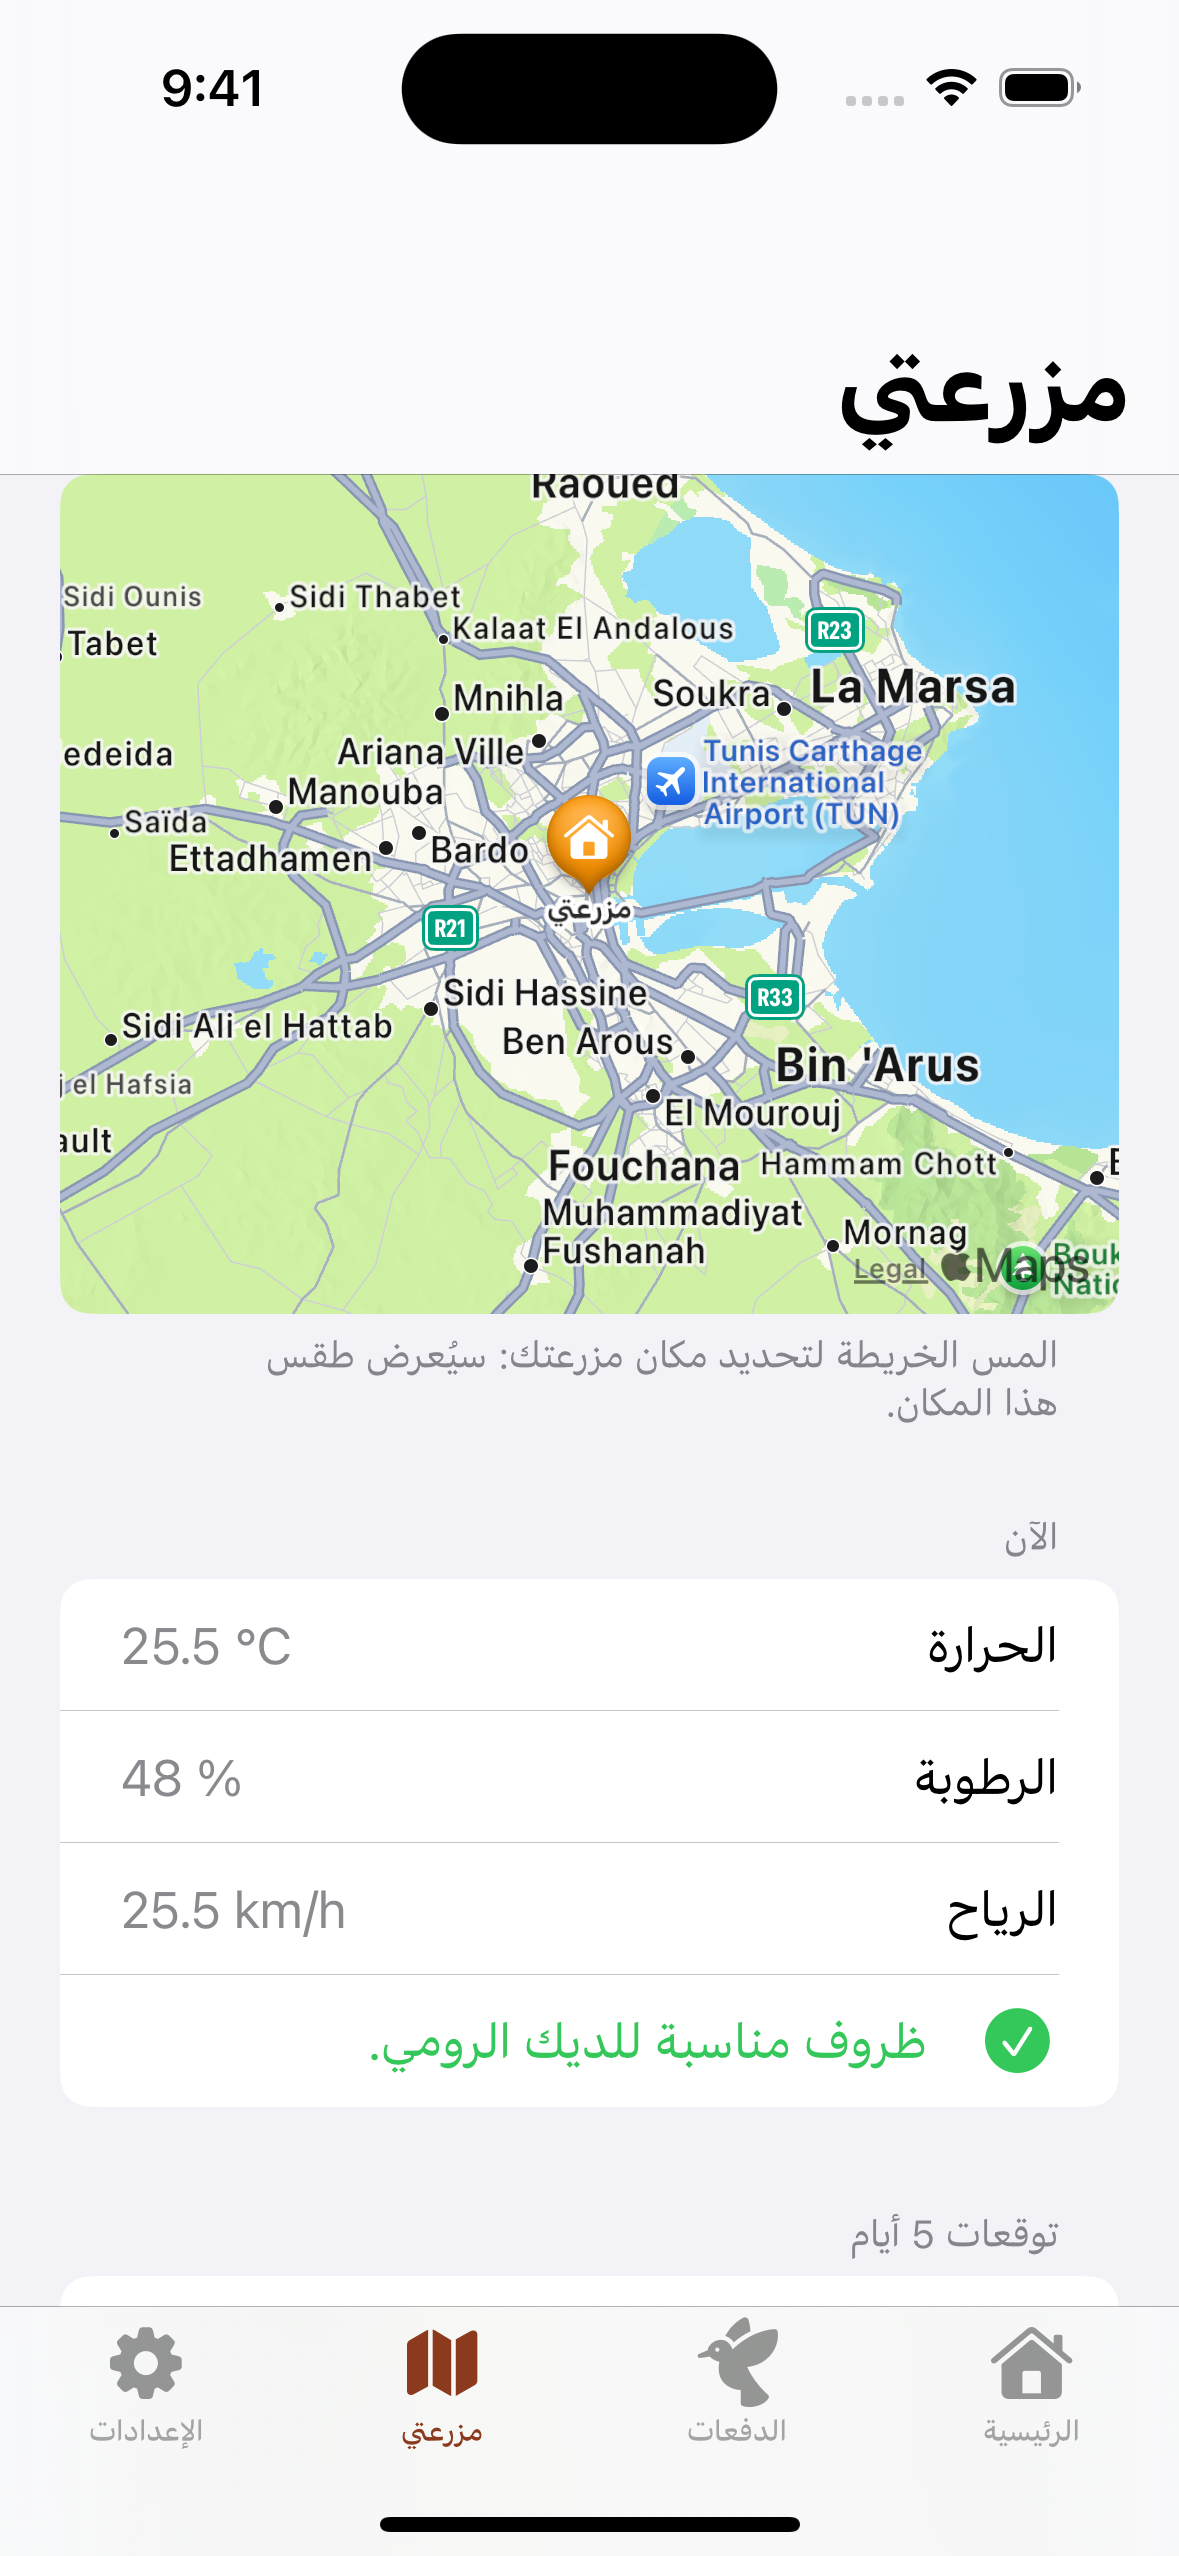 9:41
مزرعتي
Raoued
Sidi Ounis
Sidi Thabet
Tabet
Kalaat El Andalous
R23
Mnihla
Soukra
La Marsa
edeida
Ariana Ville
Tunis Carthage
International
Airport (TUN)
Manouba
Saïda
Ettadhamen
Bardo
مزرعتي
R21
Sidi Hassine
R33
Sidi Ali el Hattab
Ben Arous
Bin 'Arus
el Hafsia
El Mourouj
ault
Fouchana
Hammam Chott
Muhammadiyat
Fushanah
Mornag
Legal
Maps
Bouk
Natio
المس الخريطة لتحديد مكان مزرعتك: سيُعرض طقس
هذا المكان.
الآن
الحرارة
25.5 °C
الرطوبة
48 %
الرياح
25.5 km/h
ظروف مناسبة للديك الرومي.
توقعات 5 أيام
الرئيسية
الدفعات
مزرعتي
الإعدادات